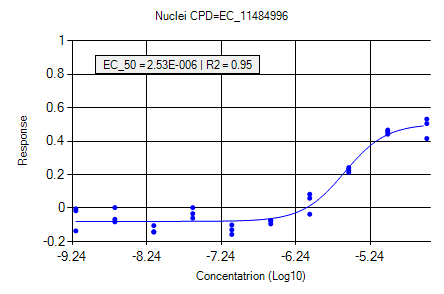 Nuclei CPD=EC_11484996
EC_50 = 2.53E-006 | R2 = 0.95
1
0.8
0.6
0.4
0.2
0
-0.2
Response
-9.24 -8.24 -7.24 -6.24 -5.24
Concentatrion (Log10)